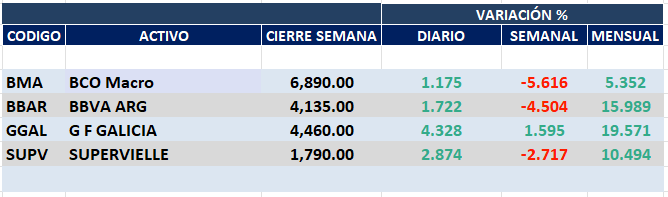 VARIACIÓN %
CODIGO ACTIVO CIERRE SEMANA DIARIO SEMANAL MENSUAL
BMA BCO Macro 6,890.00 1.175 -5.616 5.352
BBAR BBVA ARG 4,135.00 1.722 -4.504 15.989
GGAL G F GALICIA 4,460.00 4.328 1.595 19.571
SUPV SUPERVIELLE 1,790.00 2.874 -2.717 10.494